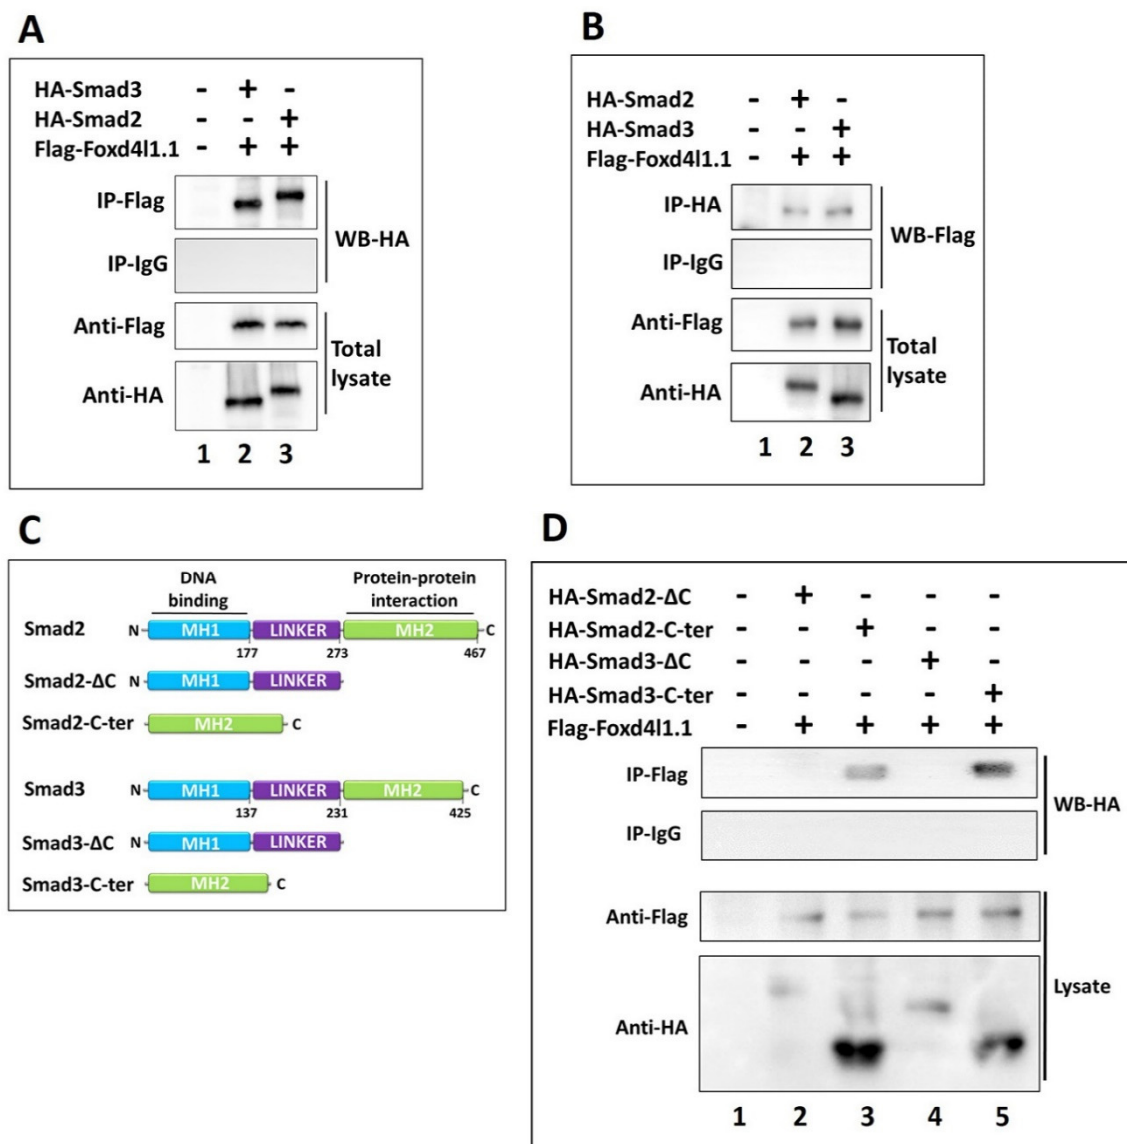 A
HA-Smad3 - + -
HA-Smad2 - - +
Flag-Foxd4l1.1 - + +
IP-Flag
IP-IgG
WB-HA
Anti-Flag
Anti-HA
Total
lysate
1 2 3
B
HA-Smad2 - + -
HA-Smad3 - - +
Flag-Foxd4l1.1 - + +
IP-HA
IP-IgG
WB-Flag
Anti-Flag
Anti-HA
Total
lysate
1 2 3
C
DNA
binding
Protein-protein
interaction
Smad2 N MH1 LINKER MH2 C
177 273 467
Smad2-ΔC N MH1 LINKER
Smad2-C-ter MH2 C
Smad3 N MH1 LINKER MH2 C
137 231 425
Smad3-ΔC N MH1 LINKER
Smad3-C-ter MH2 C
D
HA-Smad2-ΔC - + - - -
HA-Smad2-C-ter - - + - -
HA-Smad3-ΔC - - - + -
HA-Smad3-C-ter - - - - +
Flag-Foxd4l1.1 - + + + +
IP-Flag
IP-IgG
WB-HA
Anti-Flag
Anti-HA
Lysate
1 2 3 4 5